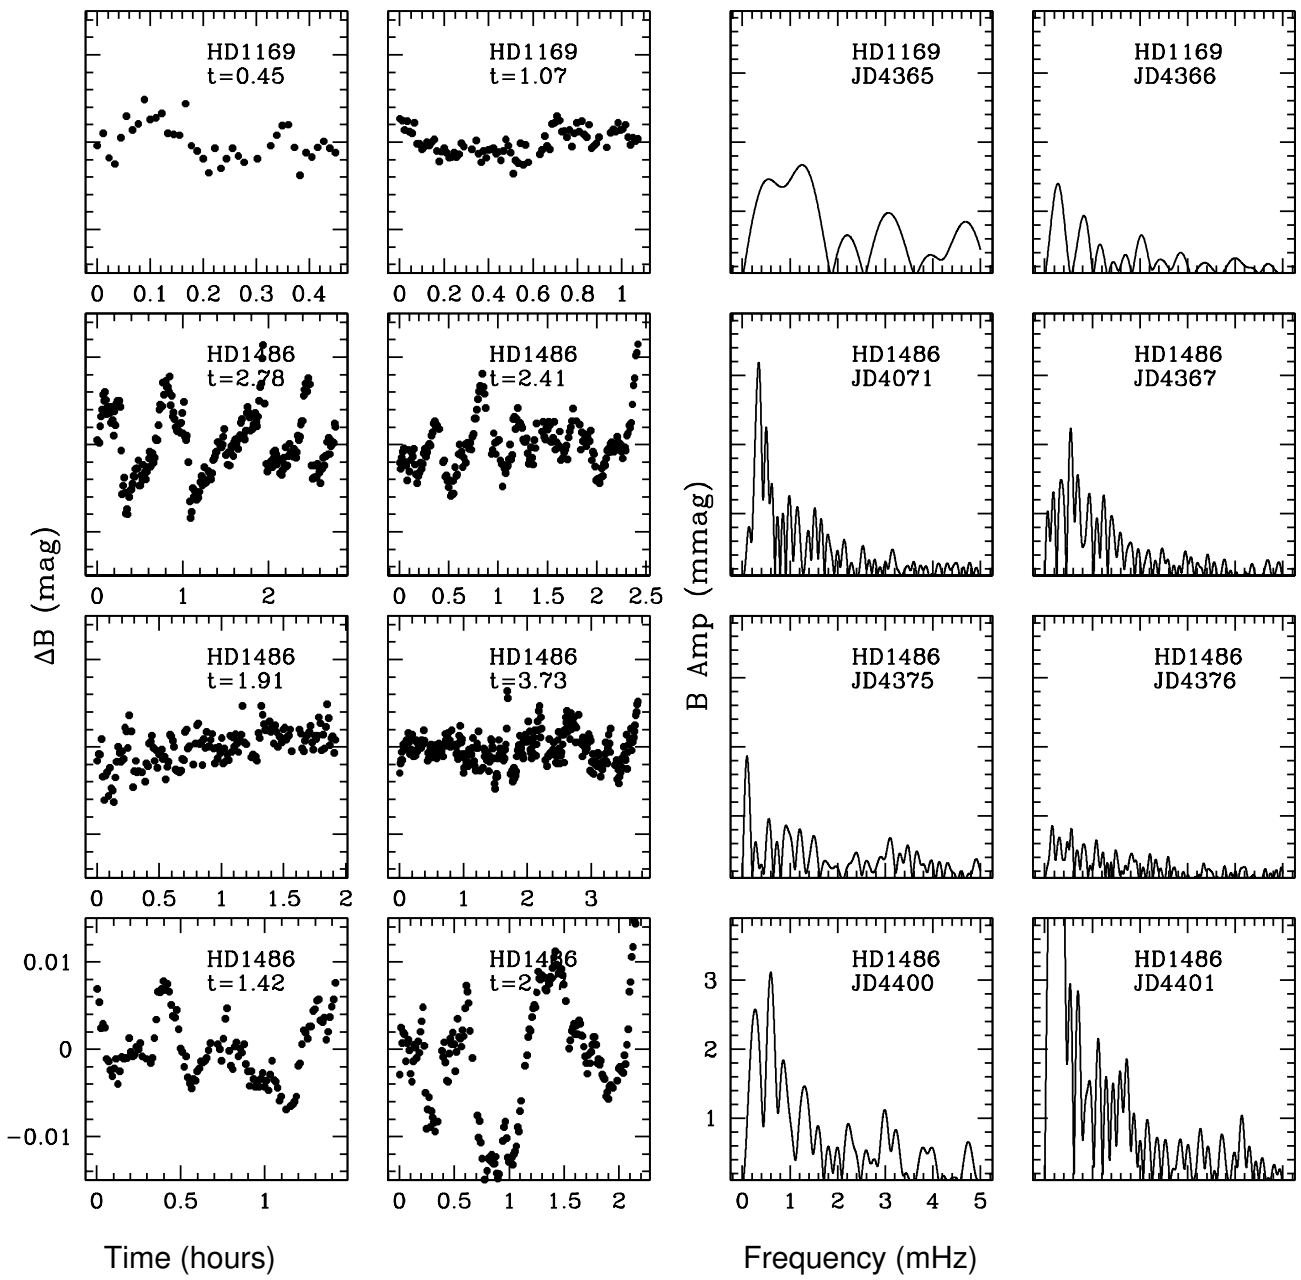 HD1169
t=0.45
HD1169
t=1.07
HD1169
JD4365
HD1169
JD4366
0 0.1 0.2 0.3 0.4
0 0.2 0.4 0.6 0.8 1
HD1486
t=2.78
HD1486
t=2.41
HD1486
JD4071
HD1486
JD4367
0 1 2
0 0.5 1 1.5 2 2.5
ΔB (mag)
B Amp (mmag)
HD1486
t=1.91
HD1486
t=3.73
HD1486
JD4375
HD1486
JD4376
0 0.5 1 1.5 2
0 1 2 3
0.01
0
−0.01
HD1486
t=1.42
HD1486
3
2
1
HD1486
JD4400
HD1486
JD4401
0 0.5 1
0 0.5 1 1.5 2
0 1 2 3 4 5
Time (hours)
Frequency (mHz)